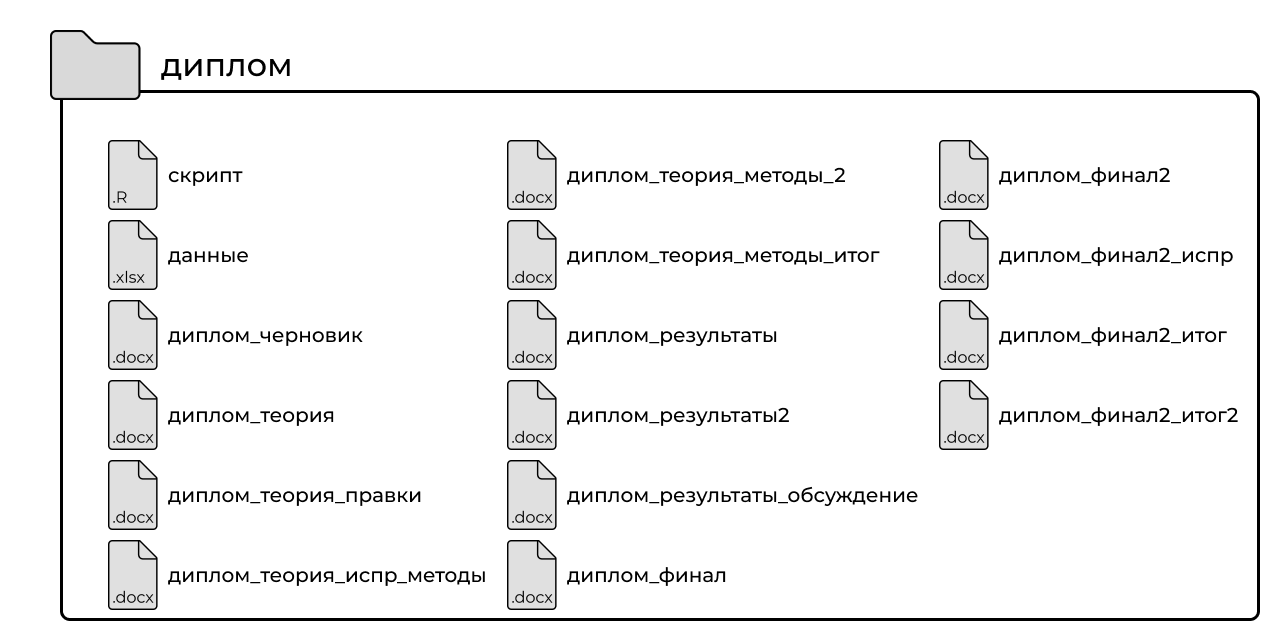 диплом
.R скрипт
.xlsx данные
.docx диплом_черновик
.docx диплом_теория
.docx диплом_теория_правки
.docx диплом_теория_испр_методы
.docx диплом_теория_методы_2
.docx диплом_теория_методы_итог
.docx диплом_результаты
.docx диплом_результаты2
.docx диплом_результаты_обсуждение
.docx диплом_финал
.docx диплом_финал2
.docx диплом_финал2_испр
.docx диплом_финал2_итог
.docx диплом_финал2_итог2